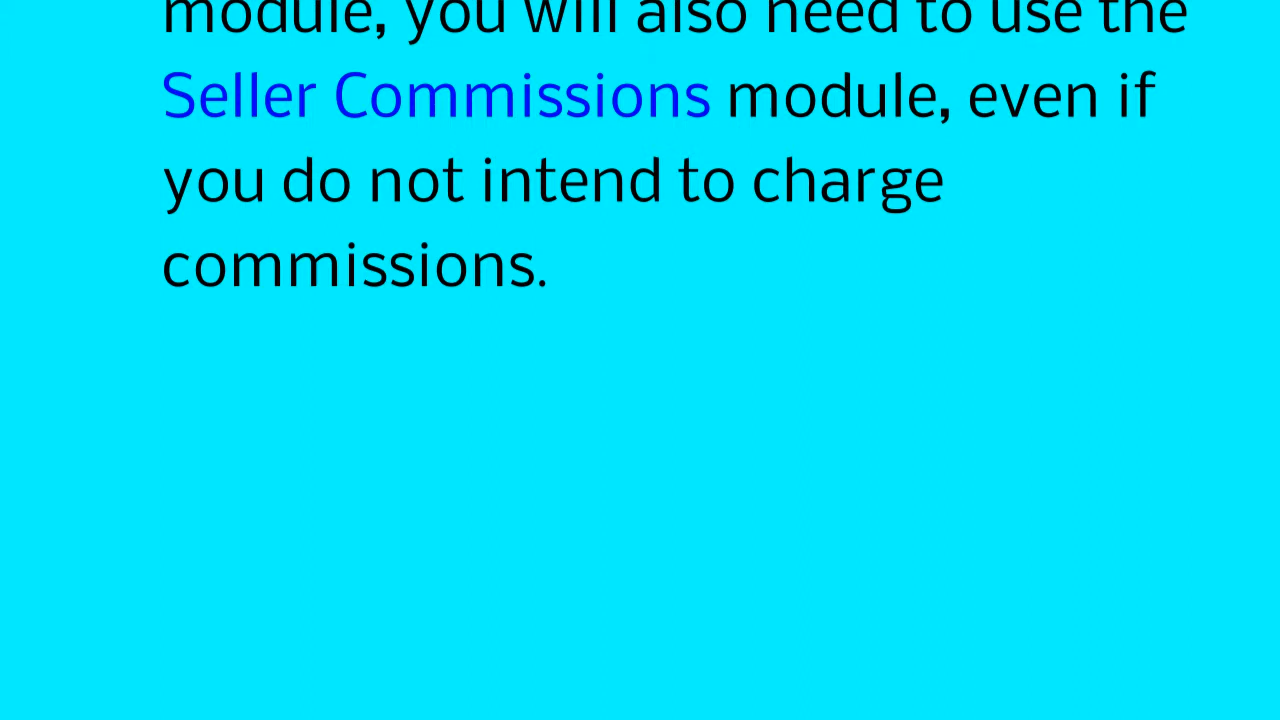 module, you will also need to use the
Seller Commissions module, even if
you do not intend to charge
commissions.